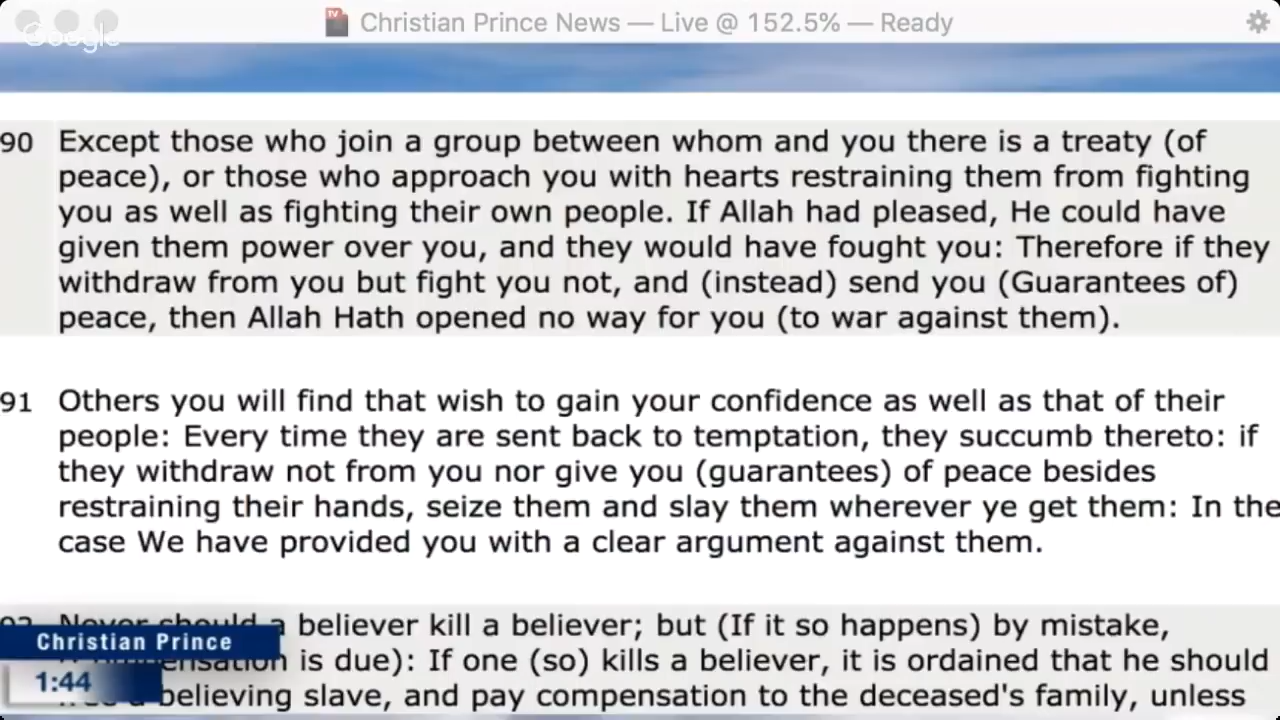 Christian Prince News — Live @ 152.5% — Ready
Google
90 Except those who join a group between whom and you there is a treaty (of
peace), or those who approach you with hearts restraining them from fighting
you as well as fighting their own people. If Allah had pleased, He could have
given them power over you, and they would have fought you: Therefore if they
withdraw from you but fight you not, and (instead) send you (Guarantees of)
peace, then Allah Hath opened no way for you (to war against them).
91 Others you will find that wish to gain your confidence as well as that of their
people: Every time they are sent back to temptation, they succumb thereto: if
they withdraw not from you nor give you (guarantees) of peace besides
restraining their hands, seize them and slay them wherever ye get them: In the
case We have provided you with a clear argument against them.
Never should a believer kill a believer; but (If it so happens) by mistake,
is due): If one (so) kills a believer, it is ordained that he should
believing slave, and pay compensation to the deceased's family, unless
Christian Prince
1:44